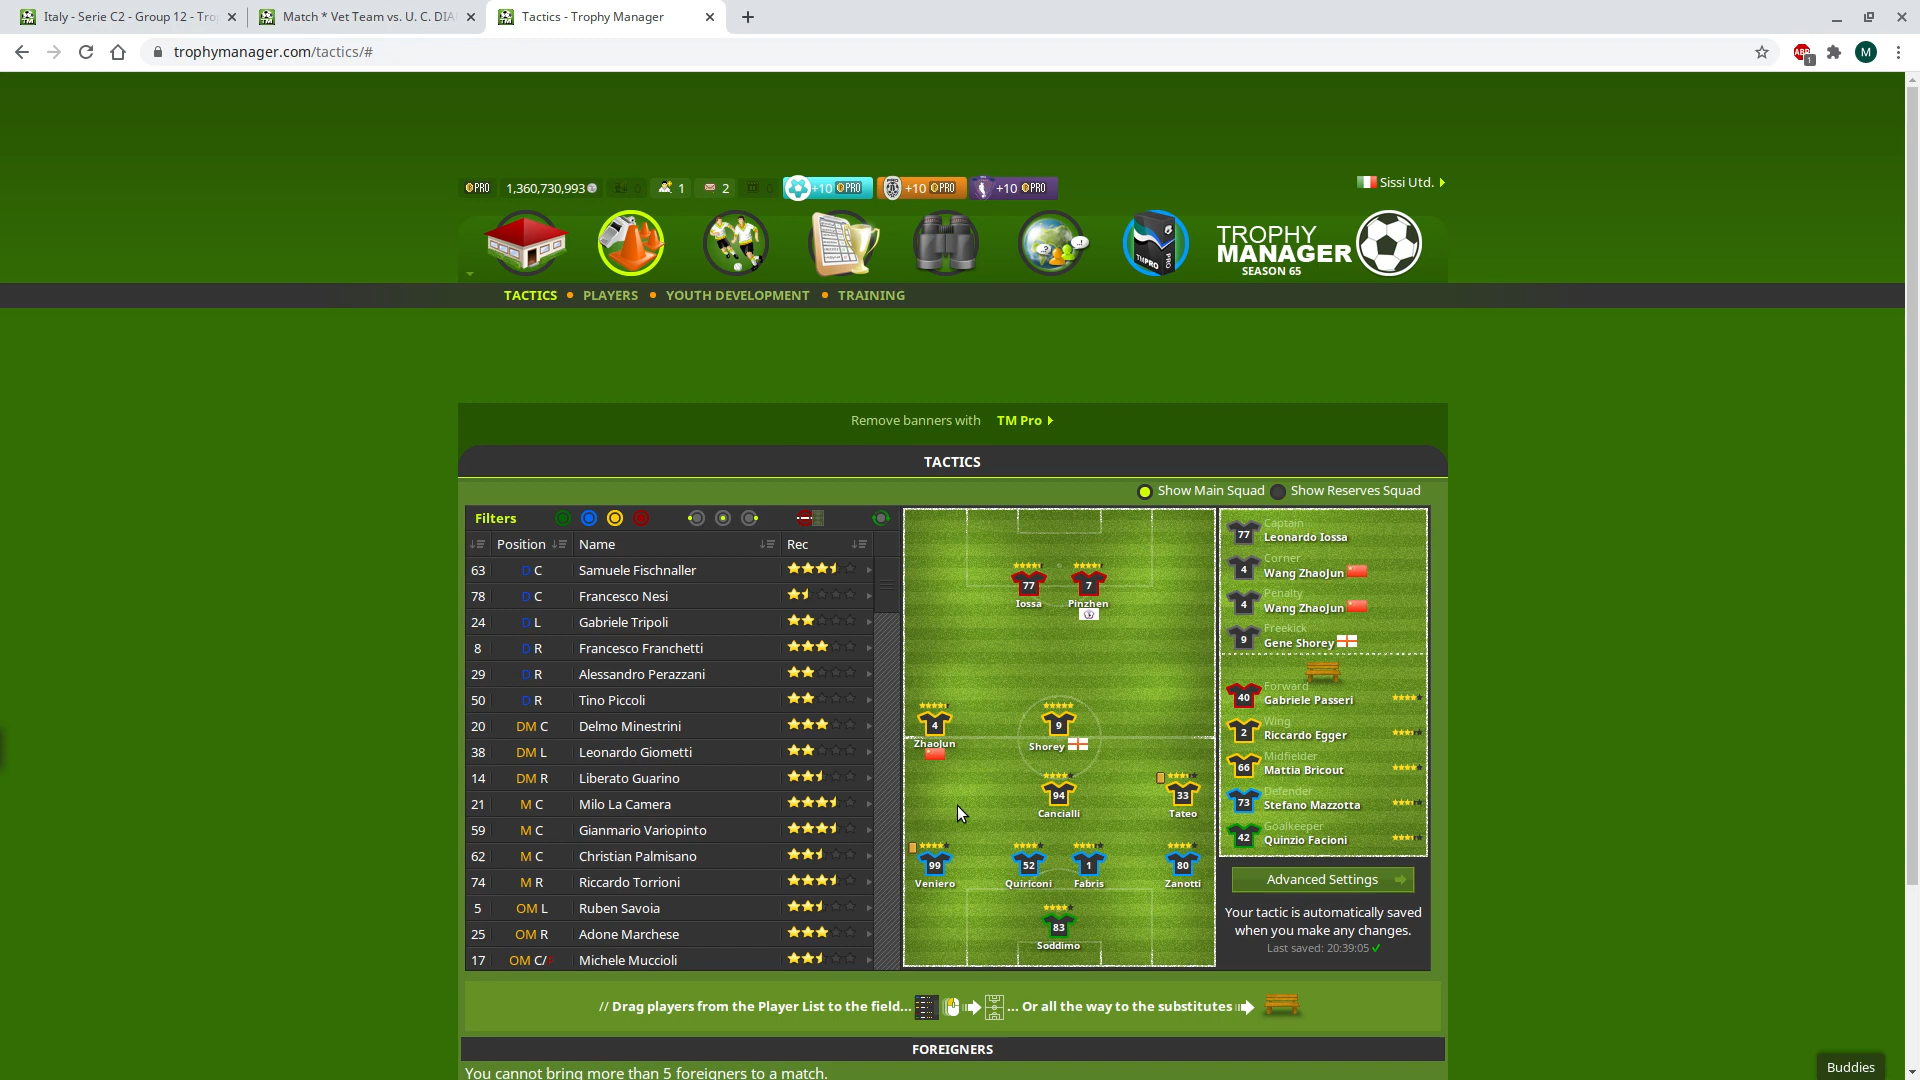 Italy - Serie C2 - Group 12 - Tro
Match * Vet Team vs. U. C. DIA
Tactics - Trophy Manager
trophymanager.com/tactics/#
ABP
1
M
PRO 1,360,730,993 0 1 2 0 +10 PRO +10 PRO +10 PRO
Sissi Utd.
TROPHY
MANAGER
SEASON 65
TMPRO
PRO
TACTICS PLAYERS YOUTH DEVELOPMENT TRAINING
Remove banners with TM Pro
TACTICS
Show Main Squad Show Reserves Squad
Filters
Position Name Rec
63 D C Samuele Fischnaller
78 D C Francesco Nesi
24 D L Gabriele Tripoli
8 D R Francesco Franchetti
29 D R Alessandro Perazzani
50 D R Tino Piccoli
20 DM C Delmo Minestrini
38 DM L Leonardo Giometti
14 DM R Liberato Guarino
21 M C Milo La Camera
59 M C Gianmario Variopinto
62 M C Christian Palmisano
74 M R Riccardo Torrioni
5 OM L Ruben Savoia
25 OM R Adone Marchese
17 OM C/ Michele Muccioli
77 7
Iossa Pinzhen
4 9
ZhaoJun Shorey
94 33
Cancialli Tateo
99 52 1 80
Veniero Quiriconi Fabris Zanotti
83
Soddimo
Captain
77 Leonardo Iossa
Corner
4 Wang ZhaoJun
Penalty
4 Wang ZhaoJun
Freekick
9 Gene Shorey
Forward
40 Gabriele Passeri
Wing
2 Riccardo Egger
Midfielder
66 Mattia Bricout
Defender
73 Stefano Mazzotta
Goalkeeper
42 Quinzio Facioni
Advanced Settings
Your tactic is automatically saved
when you make any changes.
Last saved: 20:39:05
// Drag players from the Player List to the field... ... Or all the way to the substitutes
FOREIGNERS
You cannot bring more than 5 foreigners to a match.
Buddies